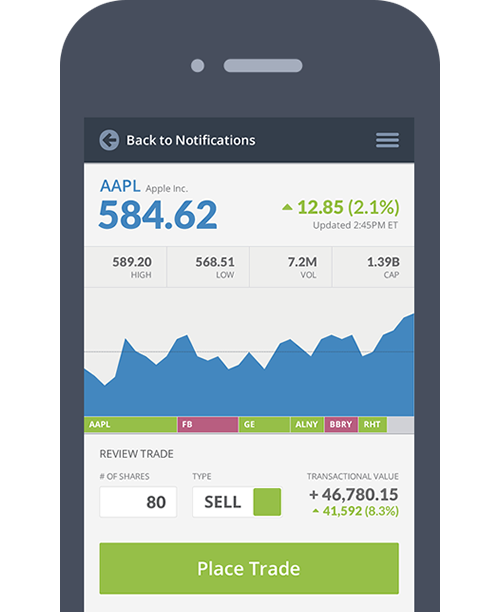 Back to Notifications
AAPL Apple Inc.
584.62
12.85 (2.1%)
Updated 2:45PM ET
589.20 568.51 7.2M 1.39B
HIGH LOW VOL CAP
AAPL FB GE ALNY BBRY RHT
REVIEW TRADE
# OF SHARES TYPE TRANSACTIONAL VALUE
80 SELL + 46,780.15
41,592 (8.3%)
Place Trade